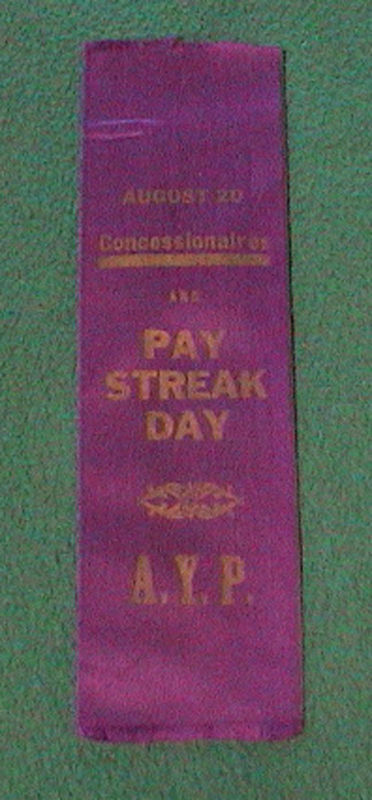 AUGUST 20
Concessionaires
AND
PAY
STREAK
DAY
A.Y.P.